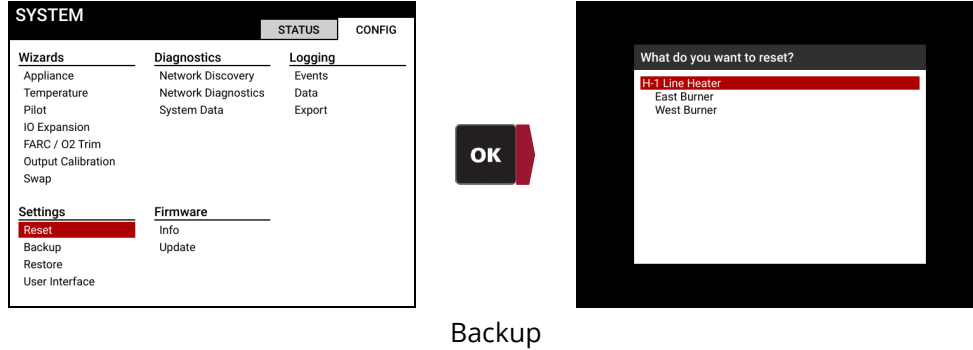 SYSTEM
STATUS
CONFIG
Wizards
Appliance
Temperature
Pilot
IO Expansion
FARC / O2 Trim
Output Calibration
Swap
Diagnostics
Network Discovery
Network Diagnostics
System Data
Logging
Events
Data
Export
Settings
Reset
Backup
Restore
User Interface
Firmware
Info
Update
OK
What do you want to reset?
H-1 Line Heater
East Burner
West Burner
Backup